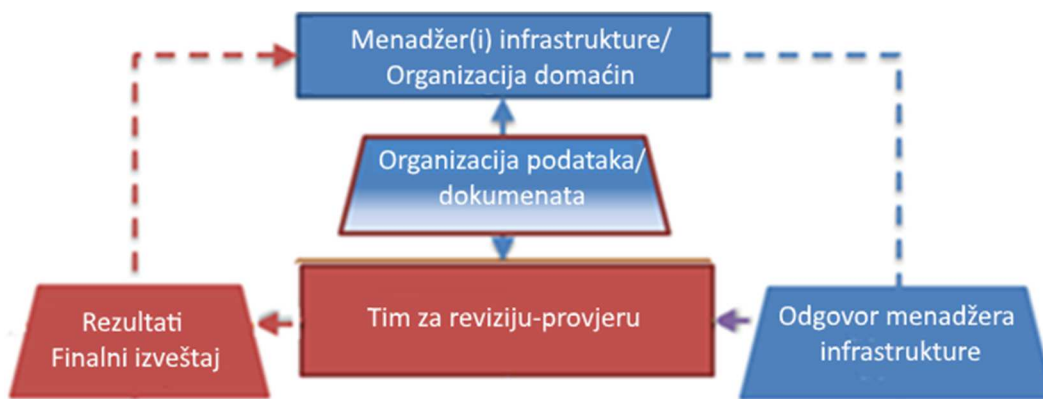 Menadžer(i) infrastrukture/
Organizacija domaćin
Organizacija podataka/
dokumenata
Tim za reviziju-provjeru
Rezultati
Finalni izveštaj
Odgovor menadžera
infrastrukture